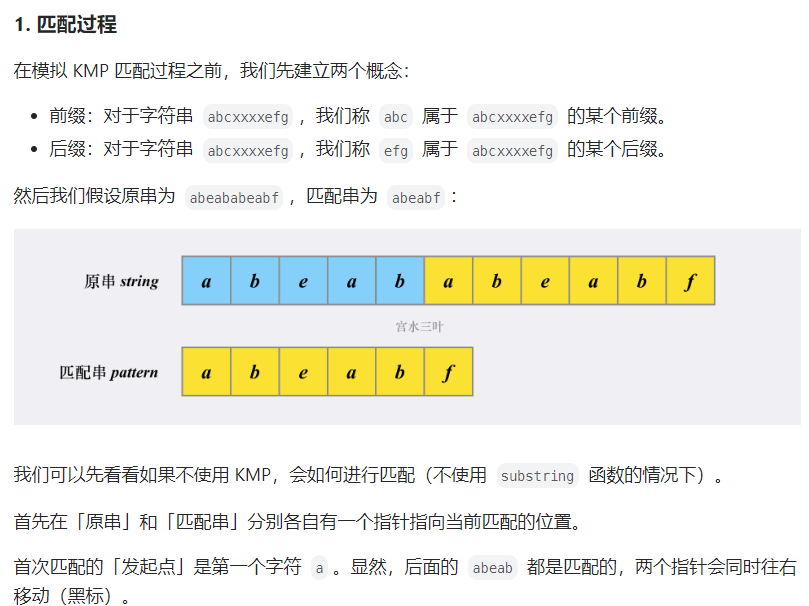 1. 匹配过程
在模拟 KMP 匹配过程之前，我们先建立两个概念：
• 前缀：对于字符串 abcxxxxefg ，我们称 abc 属于 abcxxxxefg 的某个前缀。
• 后缀：对于字符串 abcxxxxefg ，我们称 efg 属于 abcxxxxefg 的某个后缀。
然后我们假设原串为 abeababeabf ，匹配串为 abeabf ：
原串 string a b e a b a b e a b f
宫水三叶
匹配串 pattern a b e a b f
我们可以先看看如果不使用 KMP，会如何进行匹配（不使用 substring 函数的情况下）。
首先在「原串」和「匹配串」分别各自有一个指针指向当前匹配的位置。
首次匹配的「发起点」是第一个字符 a 。显然，后面的 abeab 都是匹配的，两个指针会同时往右
移动（黑标）。